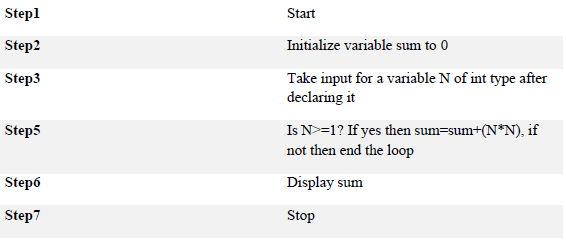 Step1 Start
Step2 Initialize variable sum to 0
Step3 Take input for a variable N of int type after
declaring it
Step5 Is N>=1? If yes then sum=sum+(N*N), if
not then end the loop
Step6 Display sum
Step7 Stop